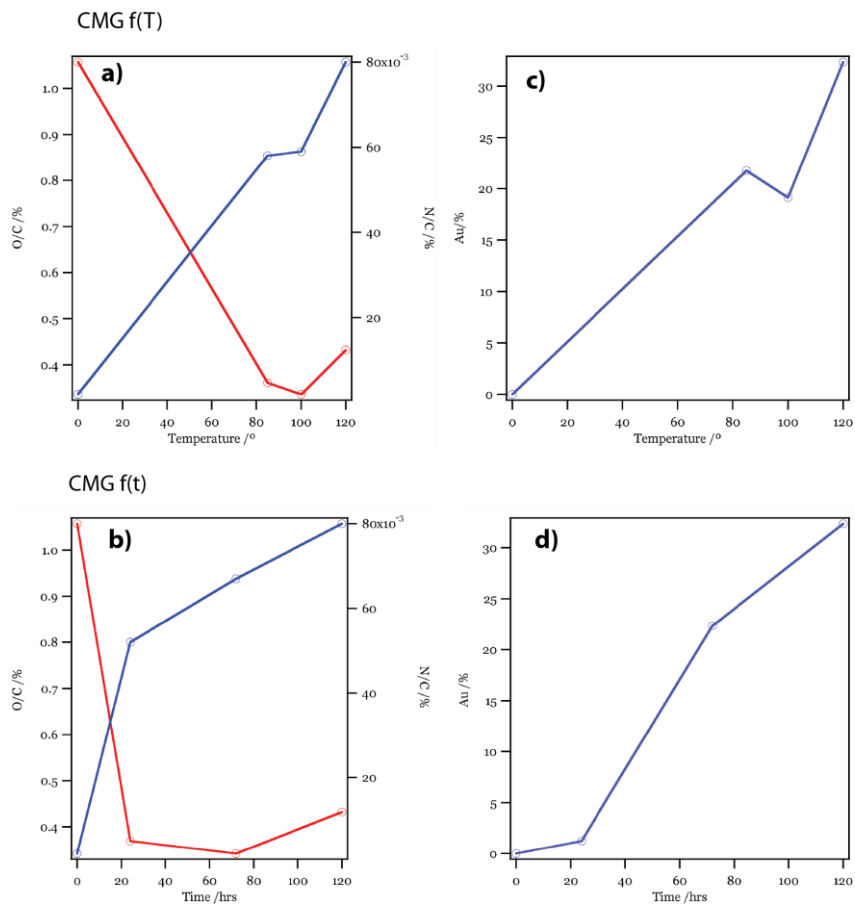 CMG f(T)
a)
1.0
0.9
0.8
0.7
0.6
0.5
0.4
O/C /%
80x10⁻³
60
40
20
N/C /%
0 20 40 60 80 100 120
Temperature /º
c)
30
25
20
15
10
5
0
Au/%
0 20 40 60 80 100 120
Temperature /º
CMG f(t)
b)
1.0
0.9
0.8
0.7
0.6
0.5
0.4
O/C /%
80x10⁻³
60
40
20
N/C /%
0 20 40 60 80 100 120
Time /hrs
d)
30
25
20
15
10
5
0
Au /%
0 20 40 60 80 100 120
Time /hrs